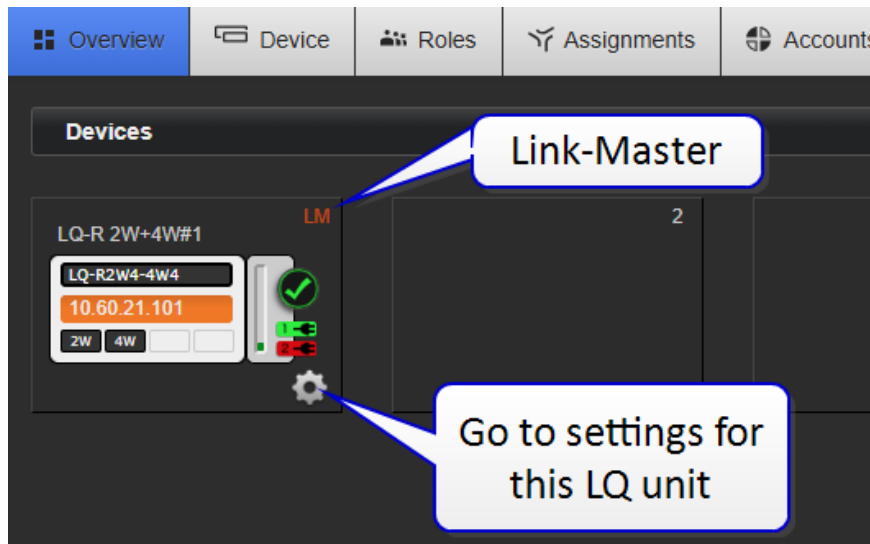 Overview Device Roles Assignments Accounts
Devices
Link-Master
LM
2
LQ-R 2W+4W#1
LQ-R2W4-4W4
10.60.21.101
1
2W 4W
2
Go to settings for
this LQ unit